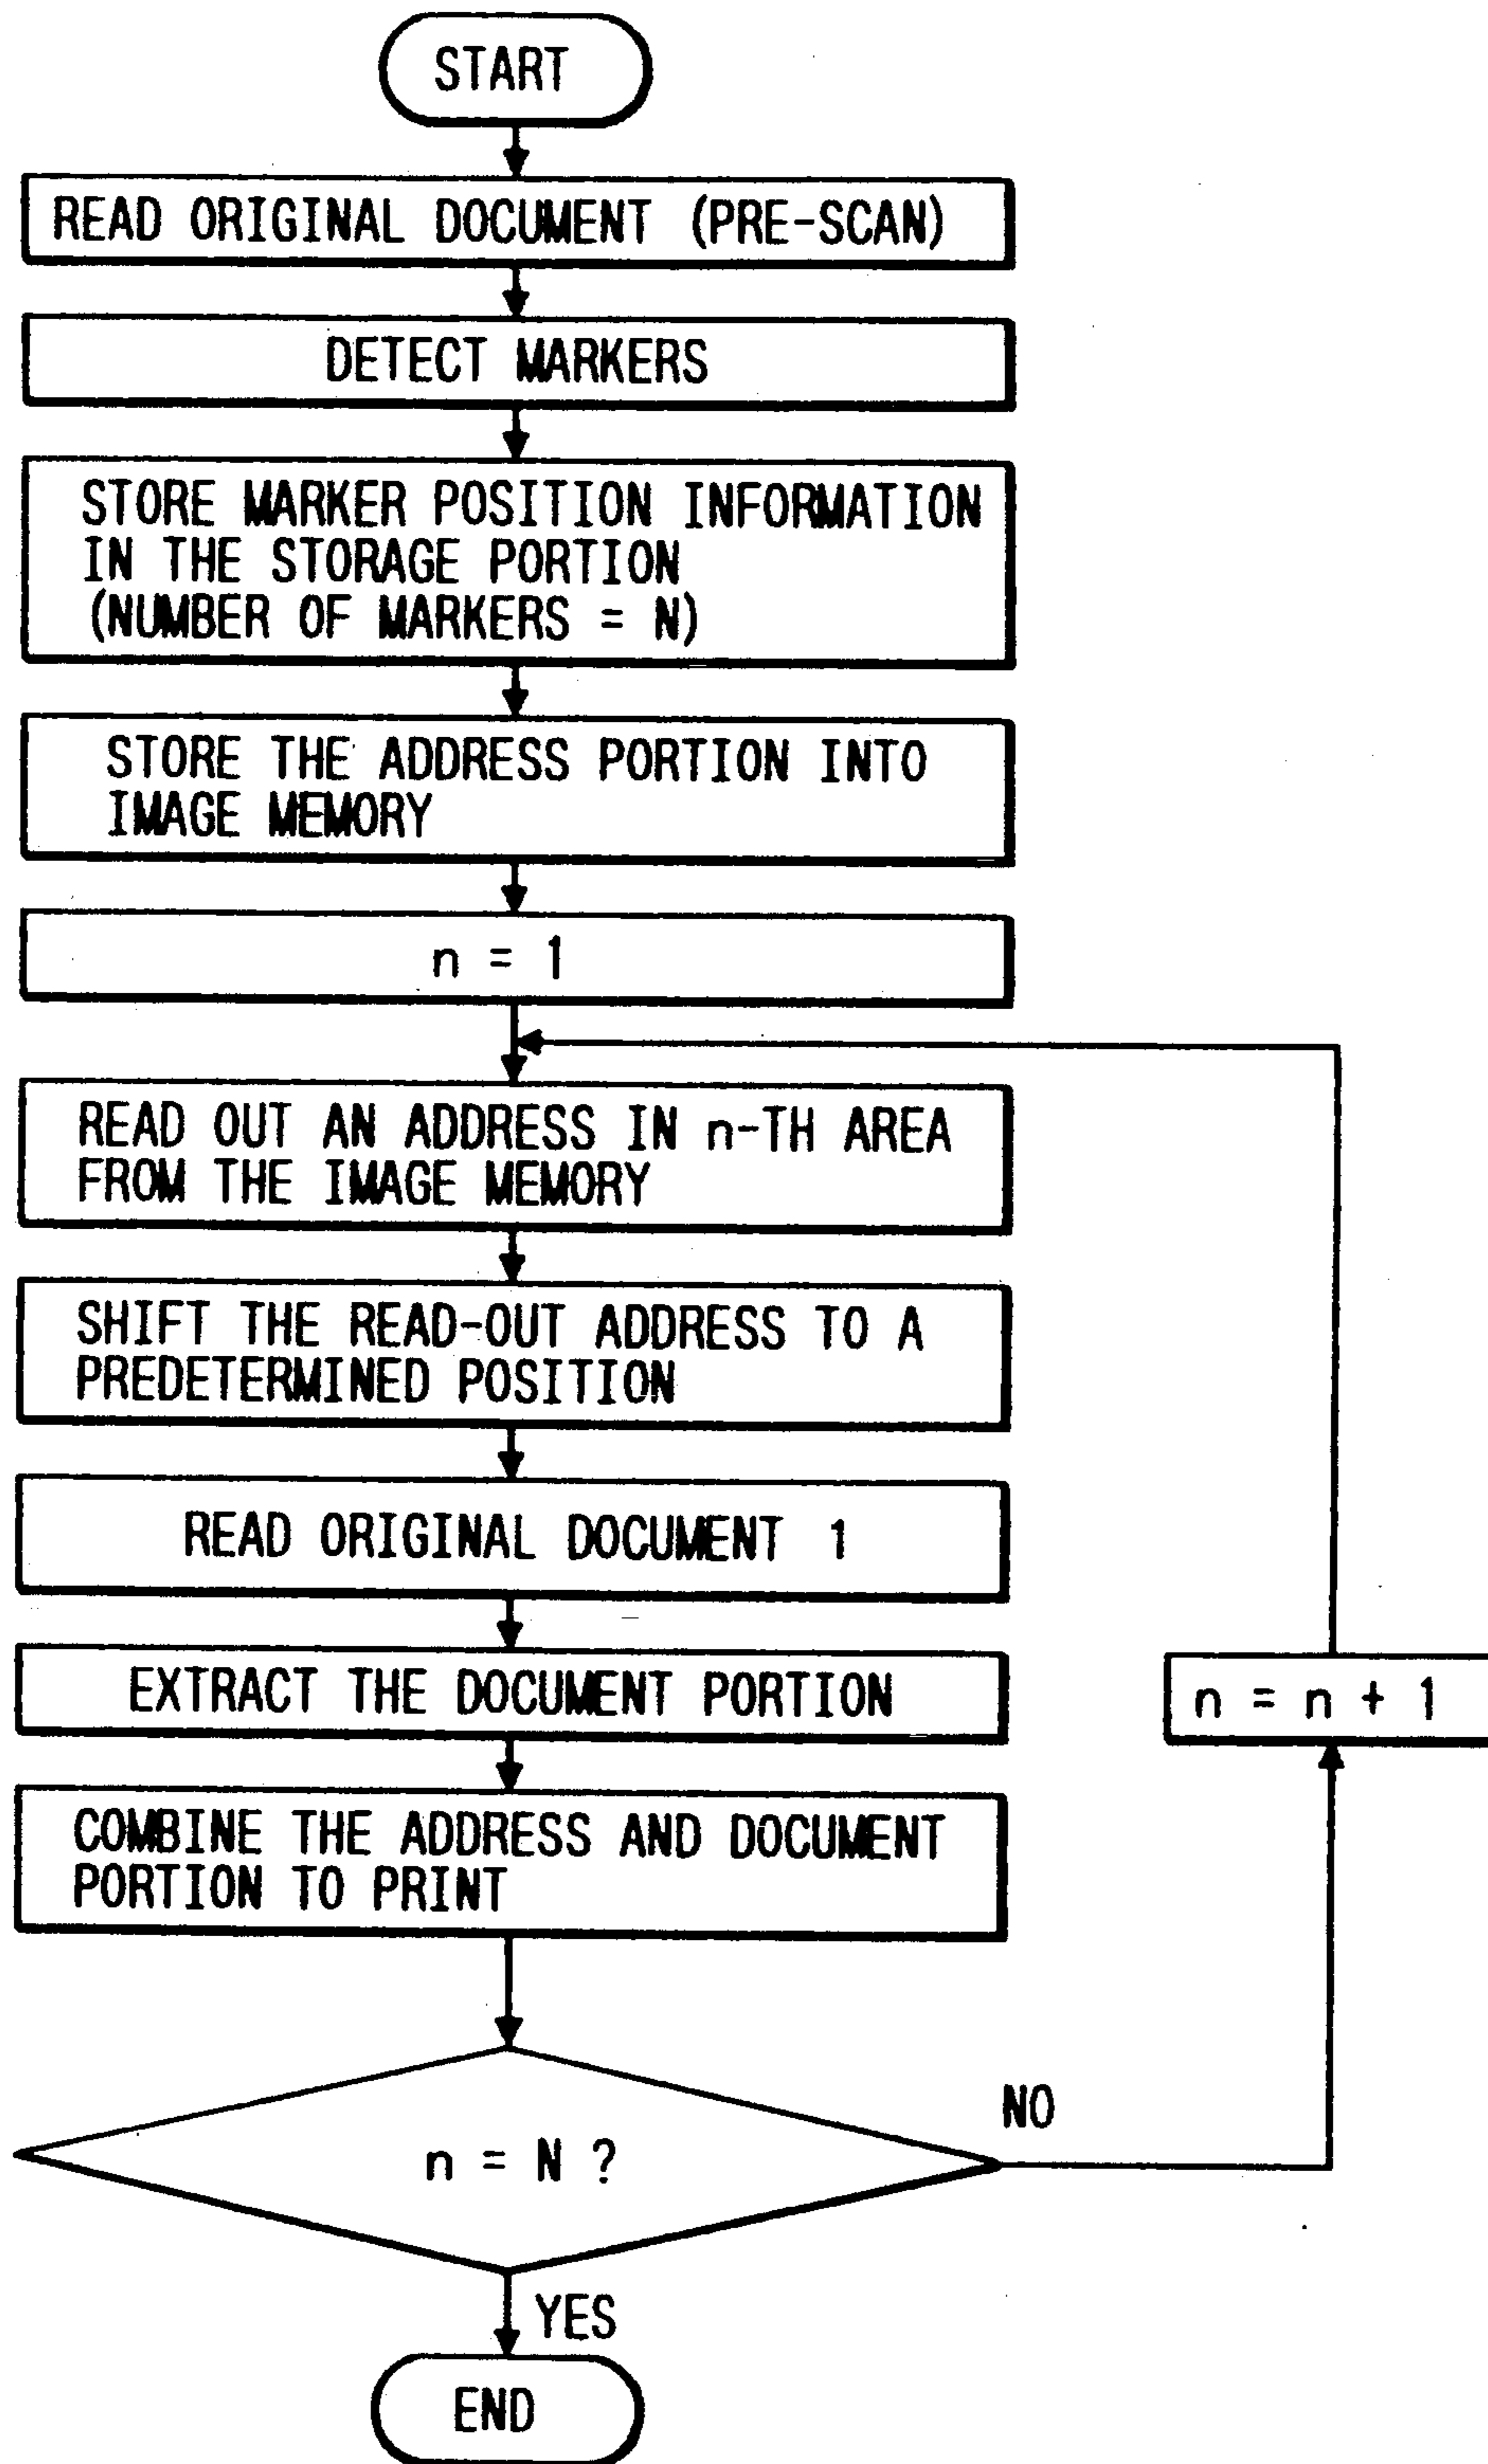 START
READ ORIGINAL DOCUMENT (PRE-SCAN)
DETECT MARKERS
STORE MARKER POSITION INFORMATION
IN THE STORAGE PORTION
(NUMBER OF MARKERS = N)
STORE THE ADDRESS PORTION INTO
IMAGE MEMORY
n = 1
READ OUT AN ADDRESS IN n-TH AREA
FROM THE IMAGE MEMORY
SHIFT THE READ-OUT ADDRESS TO A
PREDETERMINED POSITION
READ ORIGINAL DOCUMENT 1
EXTRACT THE DOCUMENT PORTION
n = n + 1
COMBINE THE ADDRESS AND DOCUMENT
PORTION TO PRINT
NO
n = N ?
YES
END